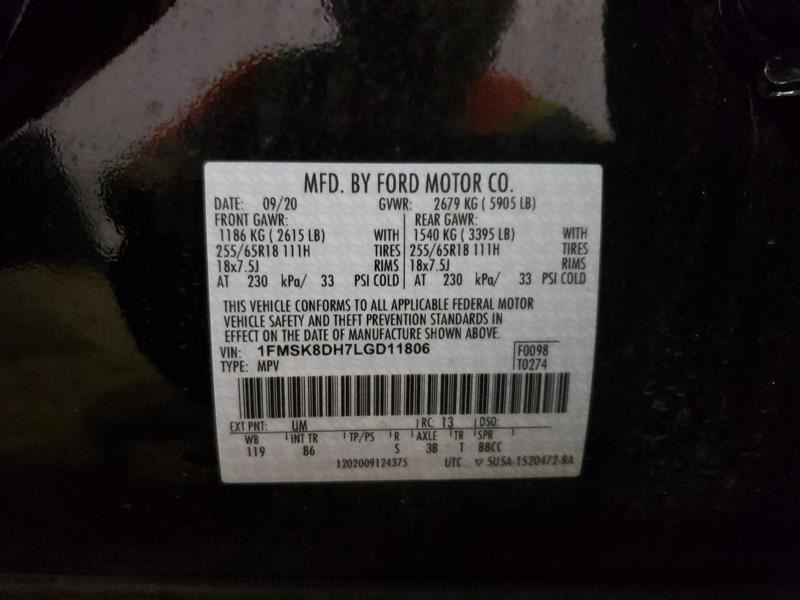 MFD. BY FORD MOTOR CO.
DATE: 09/20 GVWR: 2679 KG ( 5905 LB)
FRONT GAWR: REAR GAWR:
1186 KG ( 2615 LB) WITH 1540 KG ( 3395 LB) WITH
255/65R18 111H TIRES 255/65R18 111H TIRES
18x7.5J RIMS 18x7.5J RIMS
AT 230 kPa/ 33 PSI COLD AT 230 kPa/ 33 PSI COLD
THIS VEHICLE CONFORMS TO ALL APPLICABLE FEDERAL MOTOR
VEHICLE SAFETY AND THEFT PREVENTION STANDARDS IN
EFFECT ON THE DATE OF MANUFACTURE SHOWN ABOVE.
VIN: 1FMSK8DH7LGD11806 F0098
TYPE: MPV T0274
EXT PNT: UM RC: 13 DSO:
WB INT TR TP/PS R AXLE TR SPR
119 86 S 3B T BBCC
1202009124375 UTC ▽ 5U5A-1520472-BA